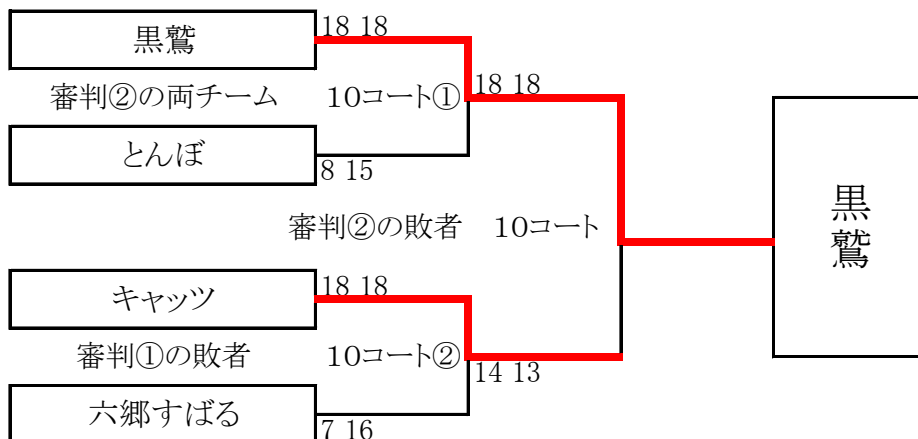 黒鷲
18 18
審判②の両チーム 10コート①
18 18
とんぼ
8 15
審判②の敗者 10コート
黒鷲
キャッツ
18 18
審判①の敗者 10コート②
14 13
六郷すばる
7 16